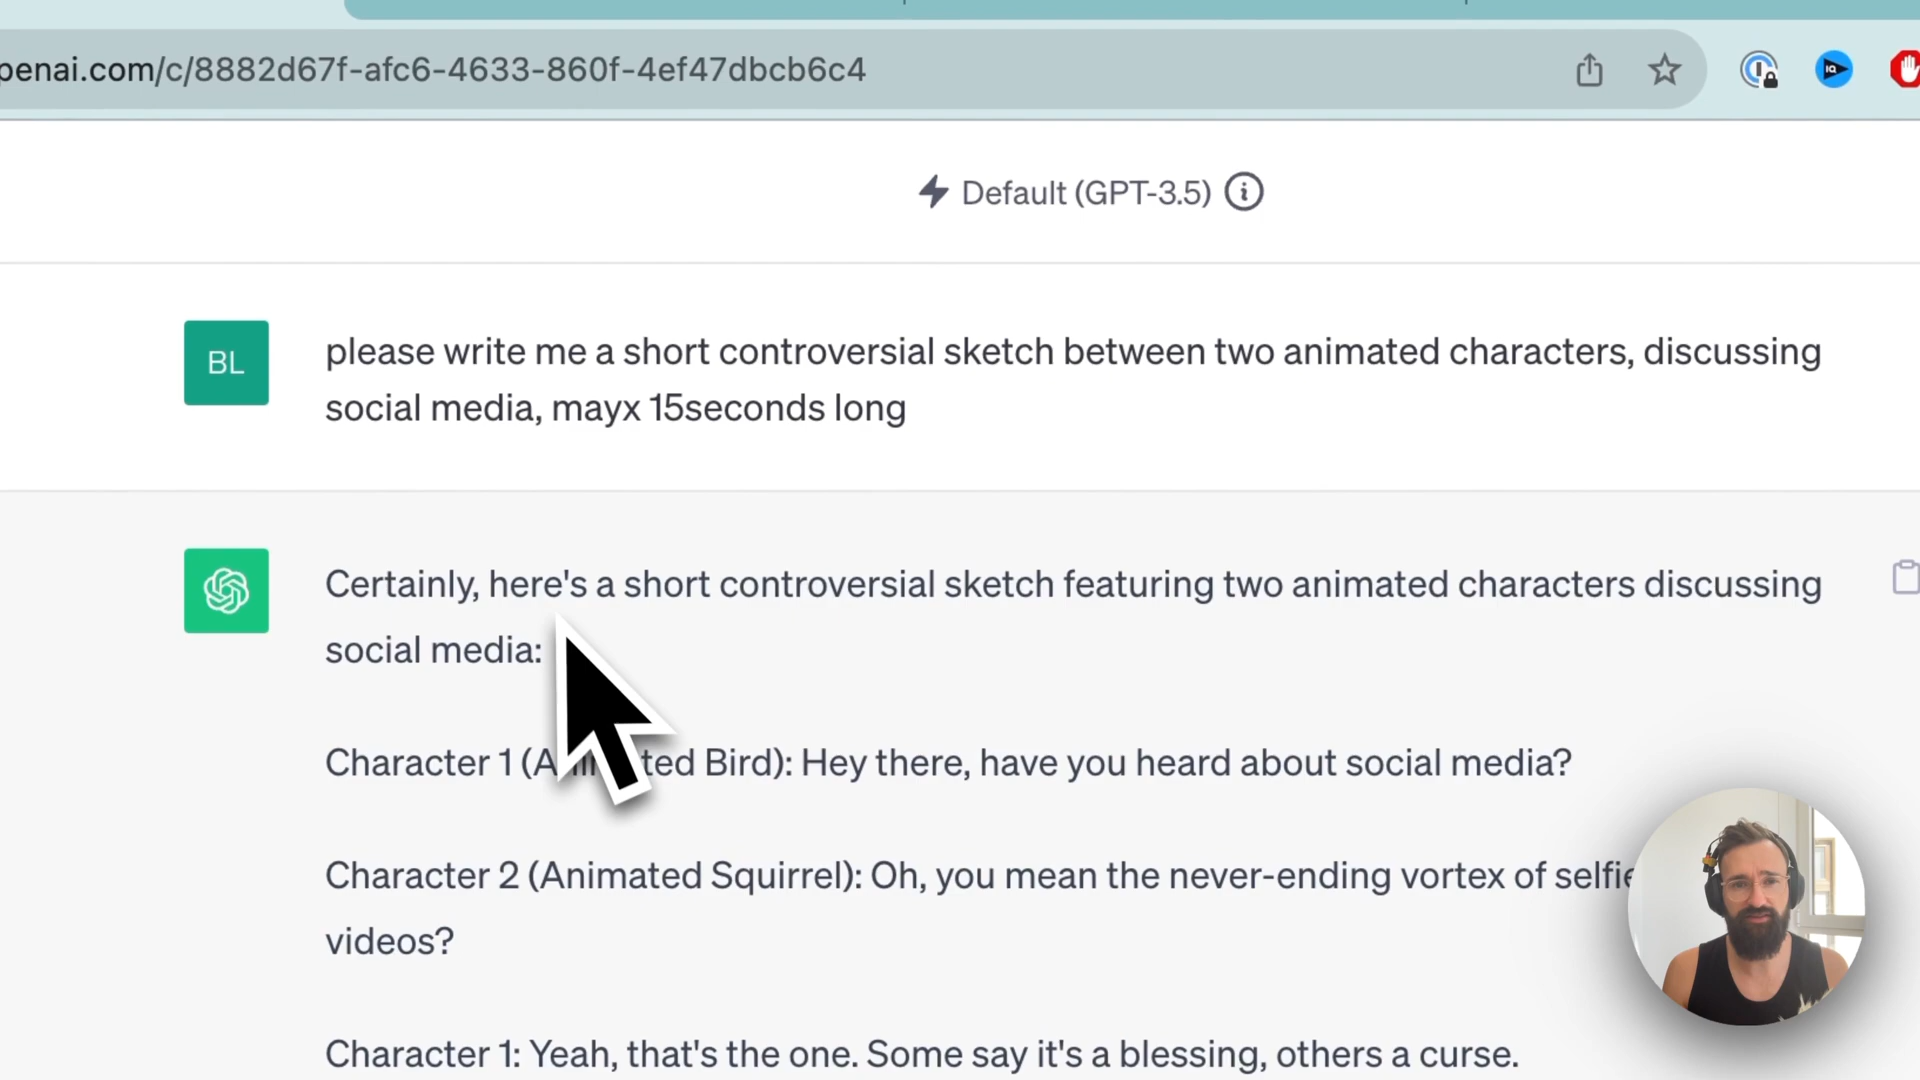 penai.com/c/8882d67f-afc6-4633-860f-4ef47dbcb6c4
IQ
Default (GPT-3.5)
BL
please write me a short controversial sketch between two animated characters, discussing
social media, mayx 15seconds long
Certainly, here's a short controversial sketch featuring two animated characters discussing
social media:
Character 1 (Animated Bird): Hey there, have you heard about social media?
Character 2 (Animated Squirrel): Oh, you mean the never-ending vortex of selfie
videos?
Character 1: Yeah, that's the one. Some say it's a blessing, others a curse.